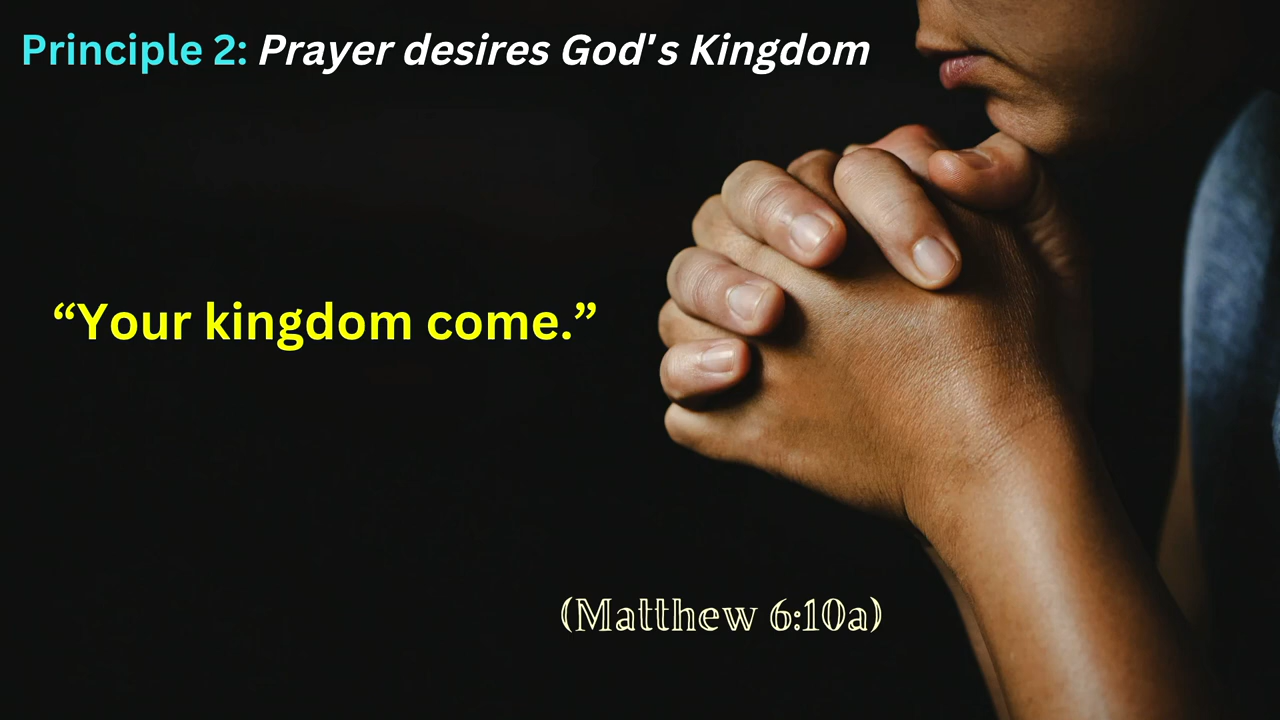 Principle 2: Prayer desires God's Kingdom
“Your kingdom come.”
(Matthew 6:10a)